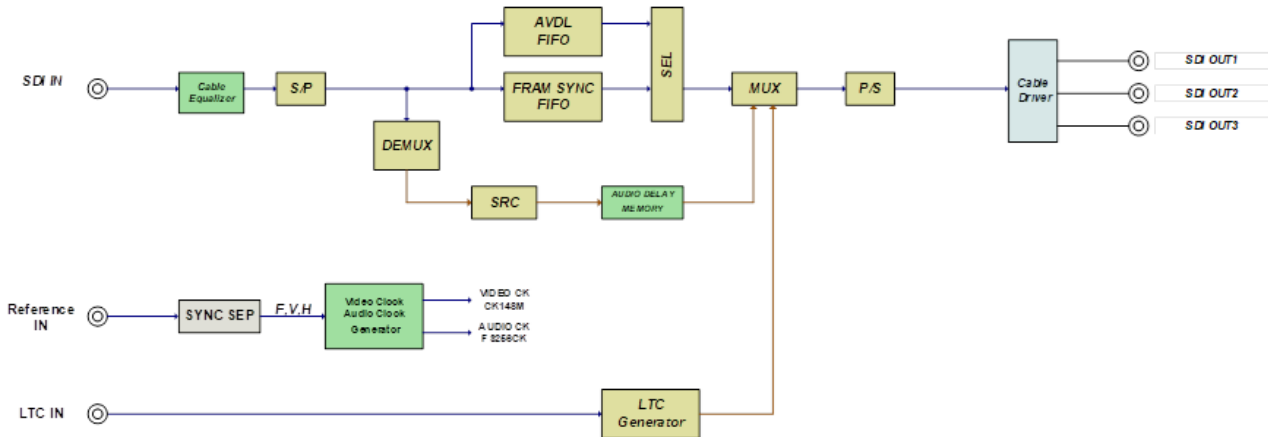 AVDL
FIFO
SEL
SDI IN
Cable
Equalizer
S/P
FRAM SYNC
FIFO
MUX
P/S
Cable
Driver
SDI OUT1
SDI OUT2
SDI OUT3
DEMUX
SRC
AUDIO DELAY
MEMORY
Reference
IN
SYNC SEP
F,V,H
Video Clock
Audio Clock
Generator
VIDEO CK
CK148M
AUDIO CK
FS256CK
LTC IN
LTC
Generator